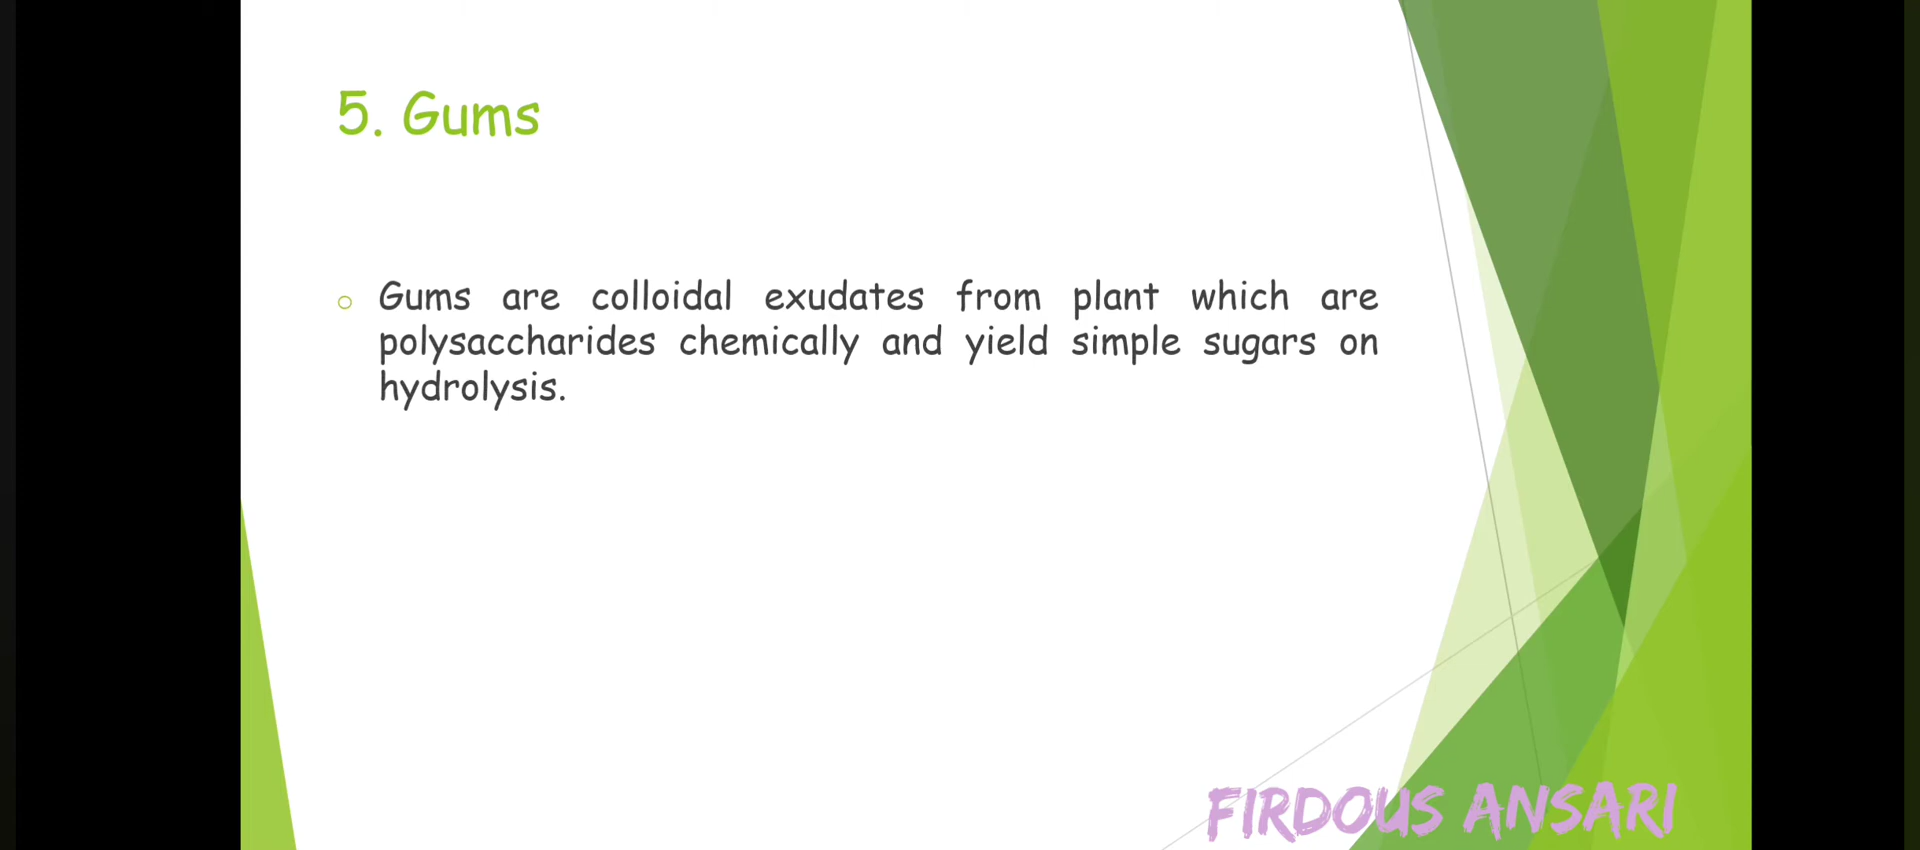 5. Gums
Gums are colloidal exudates from plant which are
polysaccharides chemically and yield simple sugars on
hydrolysis.
FIRDOUS ANSARI